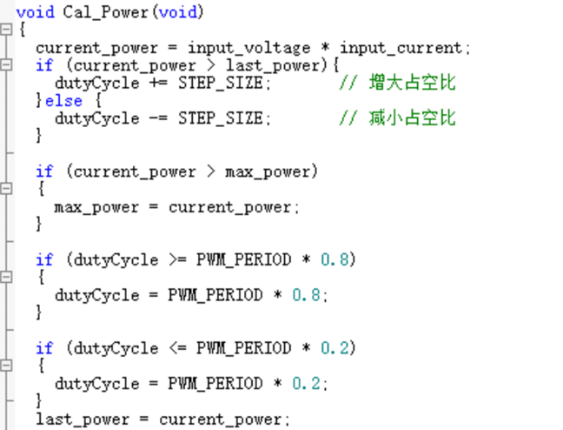 void Cal_Power(void)
{
current_power = input_voltage * input_current;
if (current_power > last_power){
dutyCycle += STEP_SIZE; // 增大占空比
}else {
dutyCycle -= STEP_SIZE; // 减小占空比
}
if (current_power > max_power)
{
max_power = current_power;
}
if (dutyCycle >= PWM_PERIOD * 0.8)
{
dutyCycle = PWM_PERIOD * 0.8;
}
if (dutyCycle <= PWM_PERIOD * 0.2)
{
dutyCycle = PWM_PERIOD * 0.2;
}
last_power = current_power;